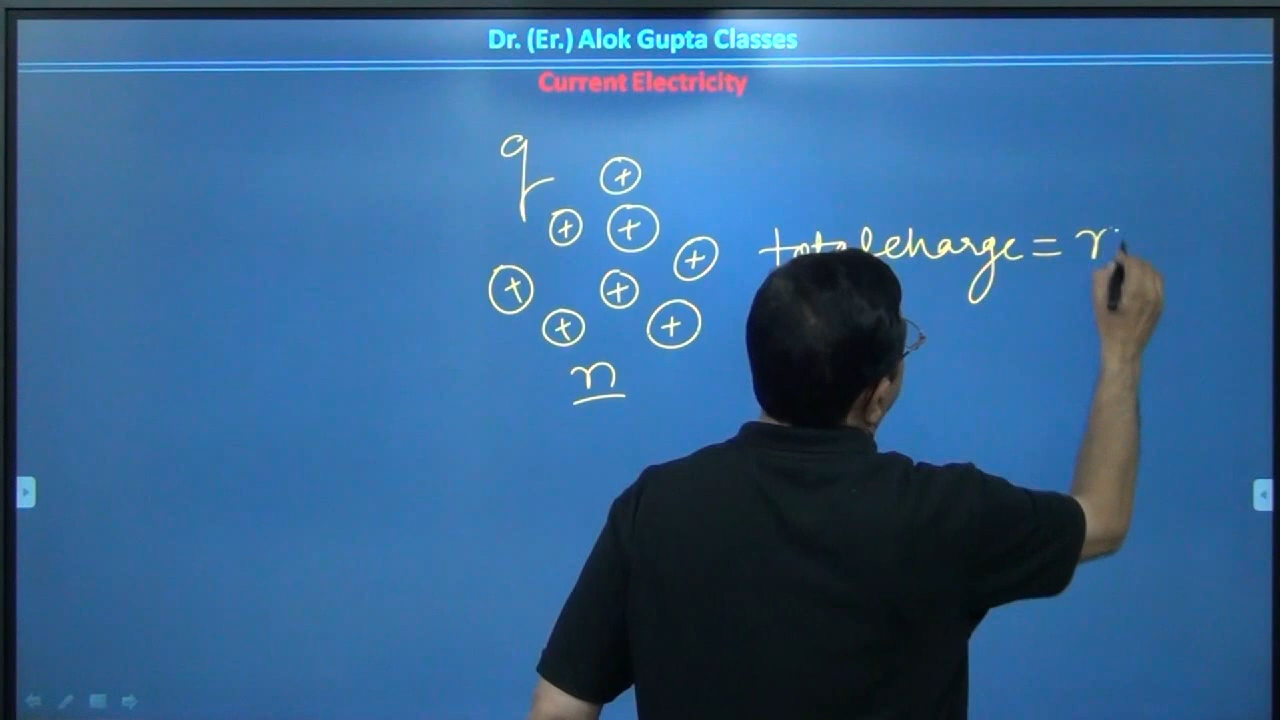 Dr. (Er.) Alok Gupta Classes
Current Electricity
q
+
+ +
+
+ +
+ +
total charge =
n